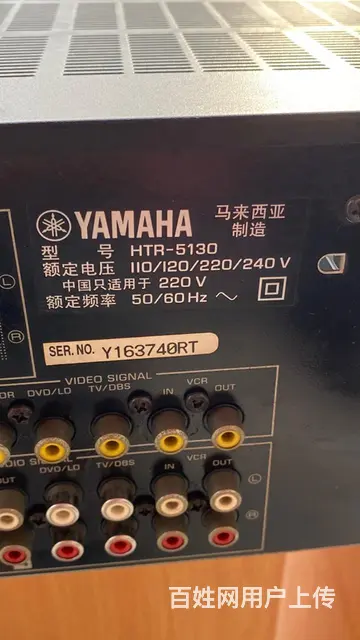 YAMAHA
马来西亚
制造
型 号 HTR-5130
额定电压 110/120/220/240 V
中国只适用于 220 V
额定频率 50/60 Hz ～
SER. NO. Y163740RT
VIDEO SIGNAL
DVD/LD TV/DBS IN VCR OUT
DVD/LD TV/DBS IN VCR OUT
L
R
L
R
百姓网用户上传